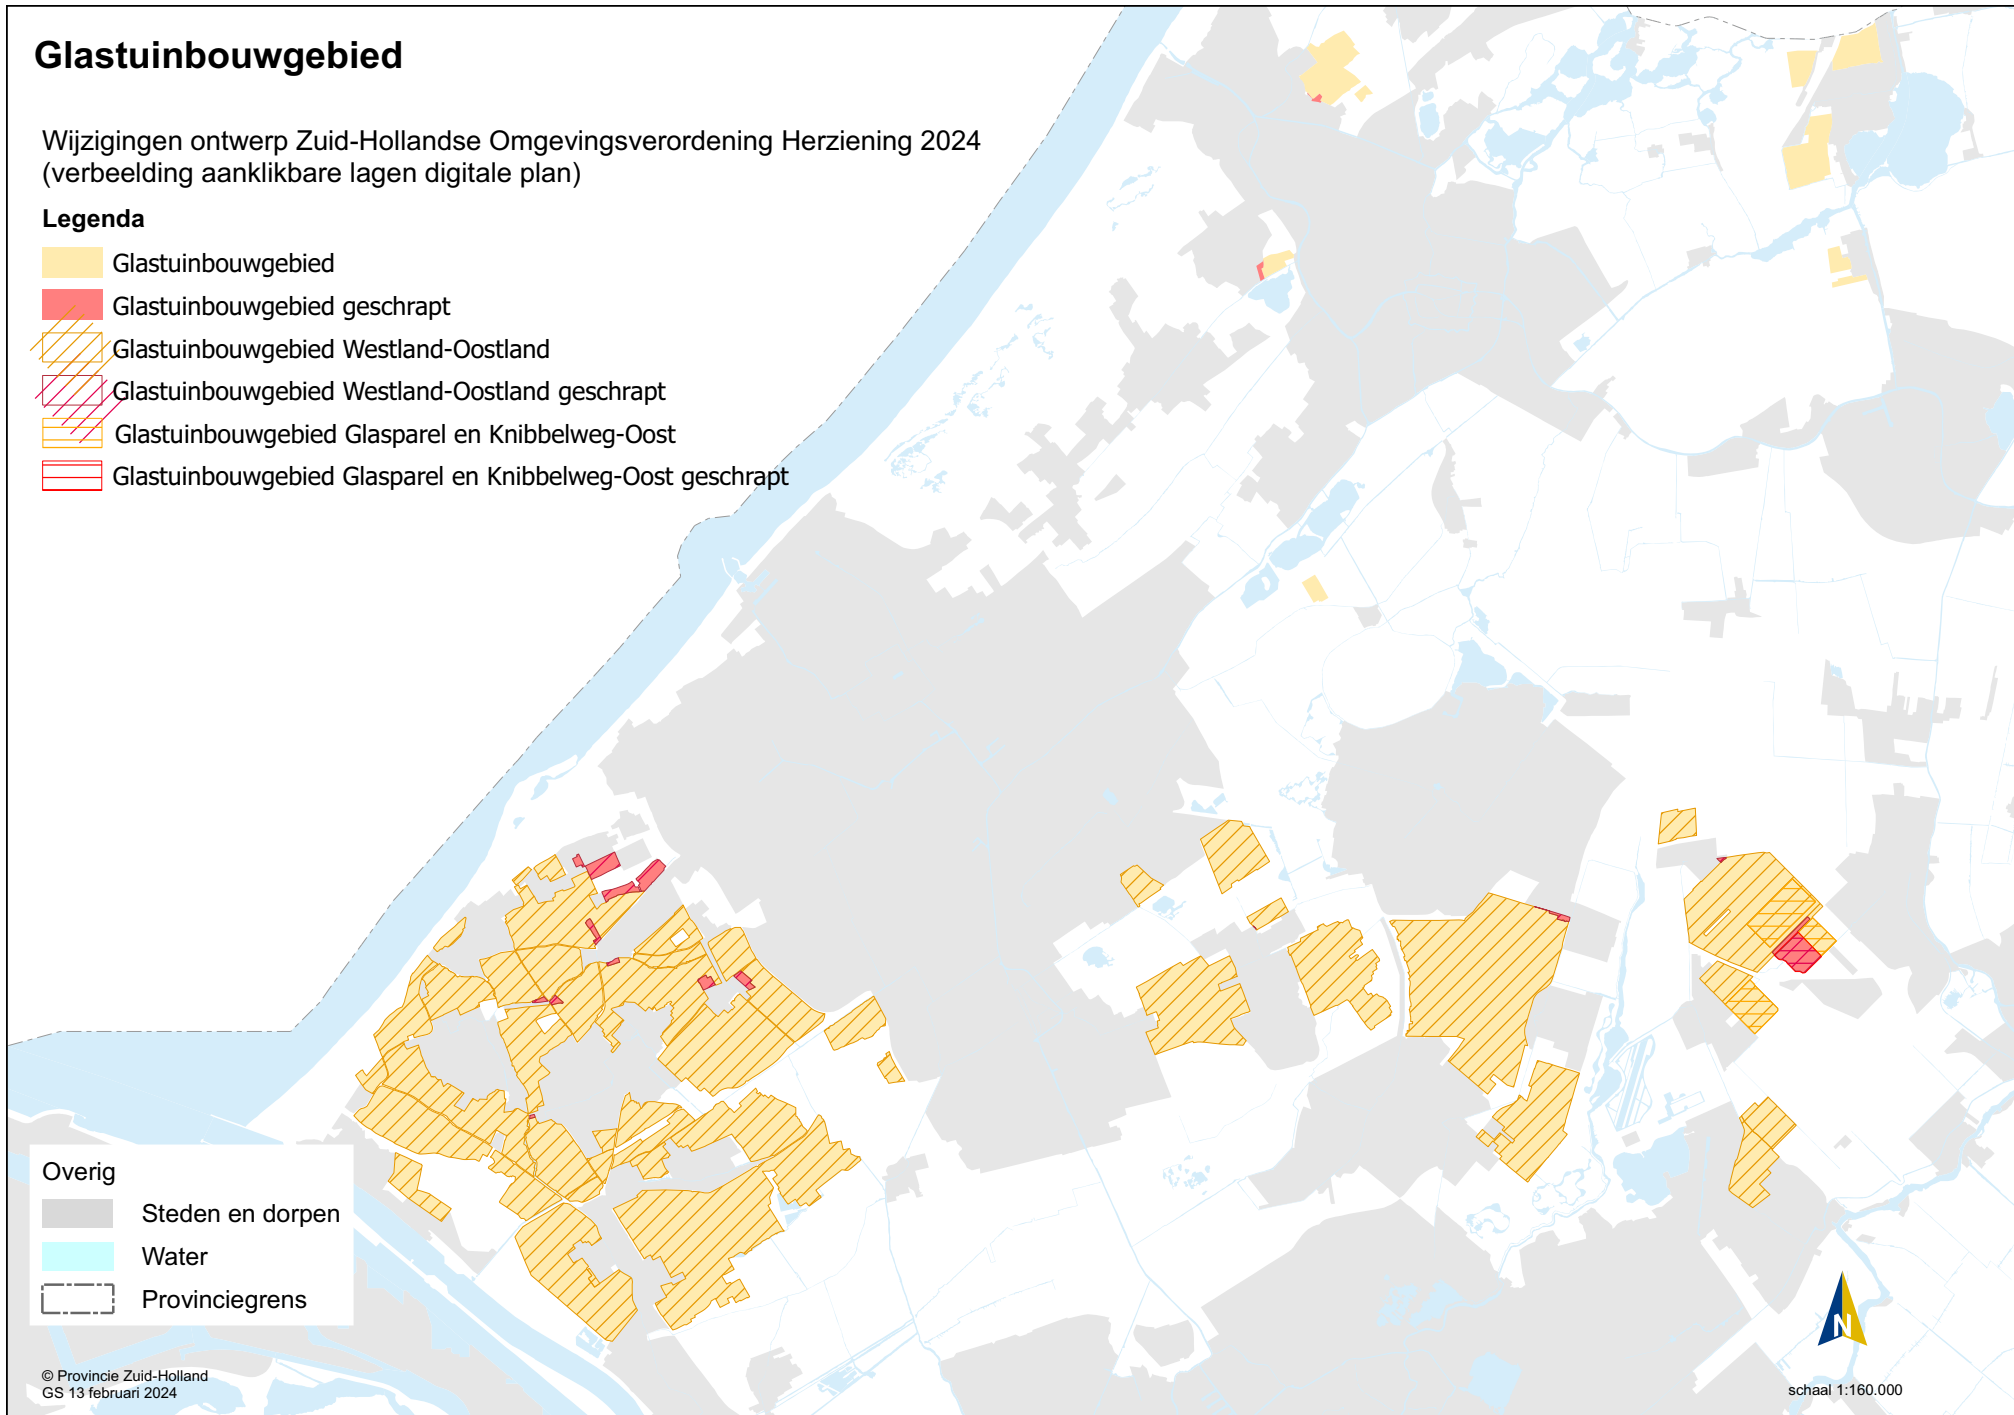 Glastuinbouwgebied
Wijzigingen ontwerp Zuid-Hollandse Omgevingsverordening Herziening 2024
(verbeelding aanklikbare lagen digitale plan)
Legenda
Glastuinbouwgebied
Glastuinbouwgebied geschrapt
Glastuinbouwgebied Westland-Oostland
Glastuinbouwgebied Westland-Oostland geschrapt
Glastuinbouwgebied Glasparel en Knibbelweg-Oost
Glastuinbouwgebied Glasparel en Knibbelweg-Oost geschrapt
Overig
Steden en dorpen
Water
Provinciegrens
© Provincie Zuid-Holland
GS 13 februari 2024
N
schaal 1:160.000